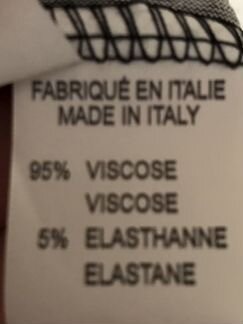 FABRIQUÉ EN ITALIE
MADE IN ITALY
95% VISCOSE
VISCOSE
5% ELASTHANNE
ELASTANE